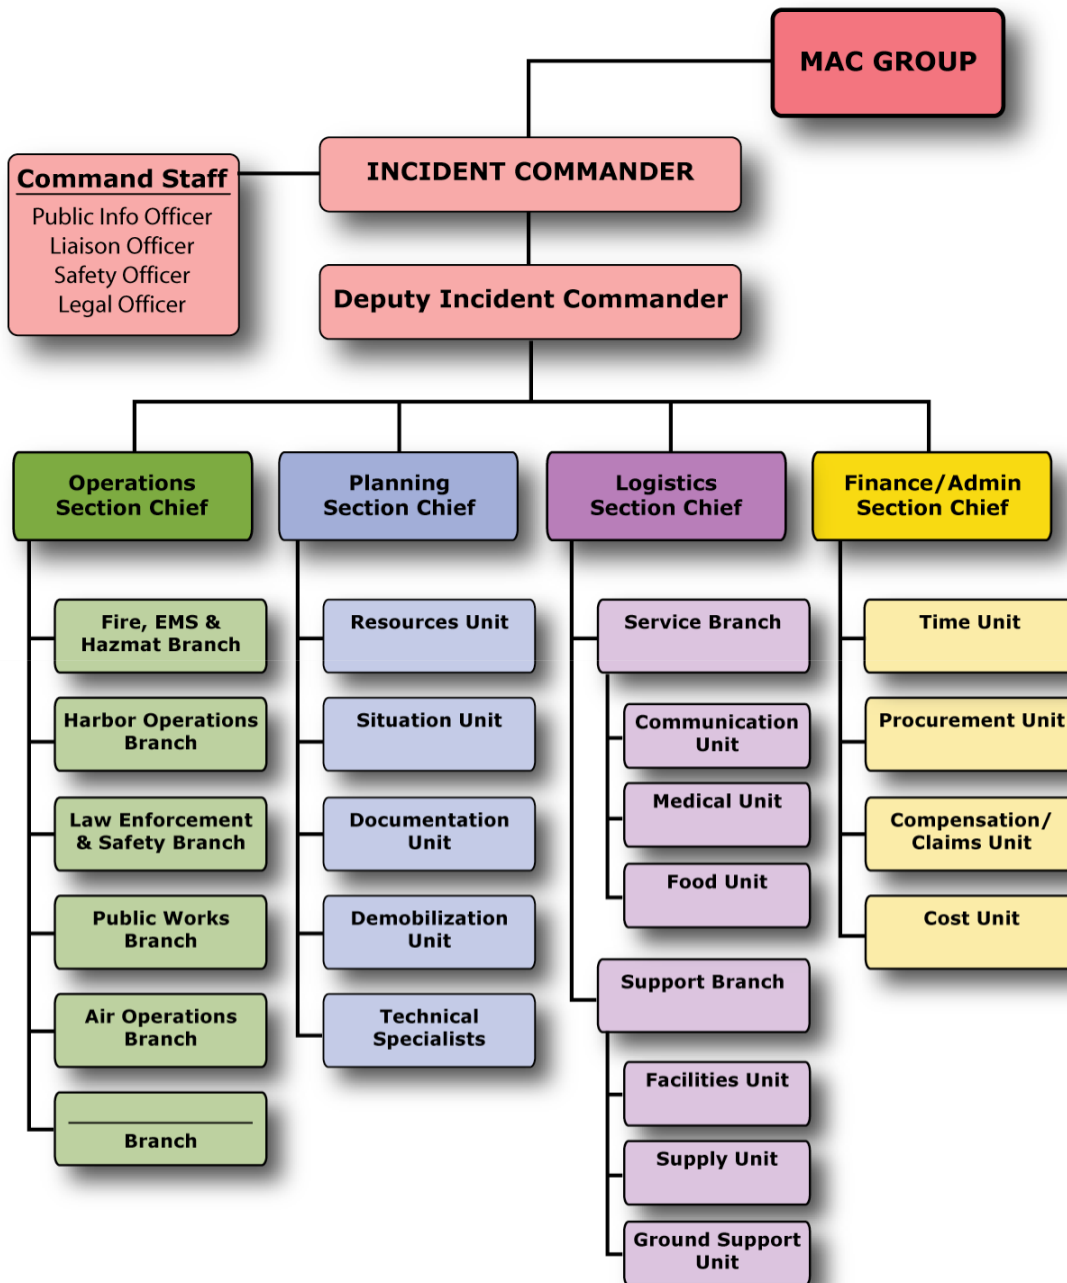 MAC GROUP
INCIDENT COMMANDER
Command Staff
Public Info Officer
Liaison Officer
Safety Officer
Legal Officer
Deputy Incident Commander
Operations
Section Chief
Planning
Section Chief
Logistics
Section Chief
Finance/Admin
Section Chief
Fire, EMS &
Hazmat Branch
Harbor Operations
Branch
Law Enforcement
& Safety Branch
Public Works
Branch
Air Operations
Branch
Branch
Resources Unit
Situation Unit
Documentation
Unit
Demobilization
Unit
Technical
Specialists
Service Branch
Communication
Unit
Medical Unit
Food Unit
Support Branch
Facilities Unit
Supply Unit
Ground Support
Unit
Time Unit
Procurement Unit
Compensation/
Claims Unit
Cost Unit